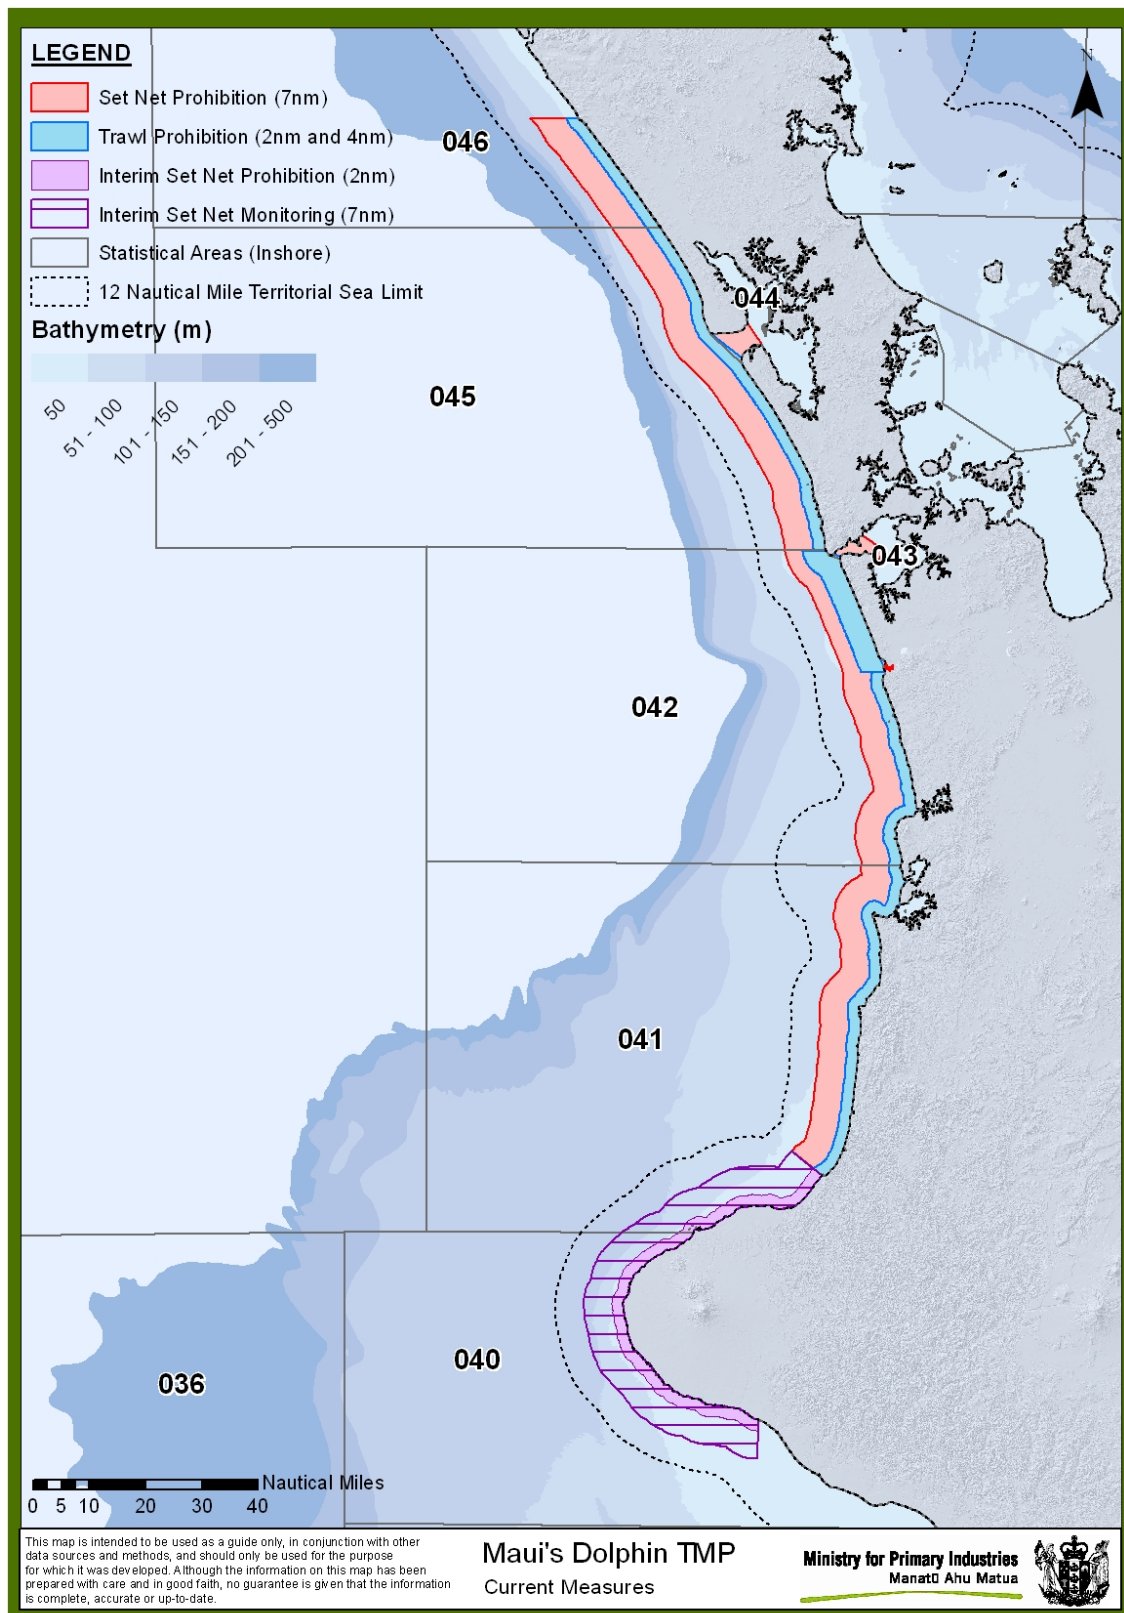 LEGEND
Set Net Prohibition (7nm)
Trawl Prohibition (2nm and 4nm)
Interim Set Net Prohibition (2nm)
Interim Set Net Monitoring (7nm)
Statistical Areas (Inshore)
12 Nautical Mile Territorial Sea Limit
Bathymetry (m)
50
51 - 100
101 - 150
151 - 200
201 - 500
N
046
044
045
043
042
041
040
036
Nautical Miles
0 5 10 20 30 40
This map is intended to be used as a guide only, in conjunction with other
data sources and methods, and should only be used for the purpose
for which it was developed. Although the information on this map has been
prepared with care and in good faith, no guarantee is given that the information
is complete, accurate or up-to-date.
Maui's Dolphin TMP
Current Measures
Ministry for Primary Industries
Manatū Ahu Matua